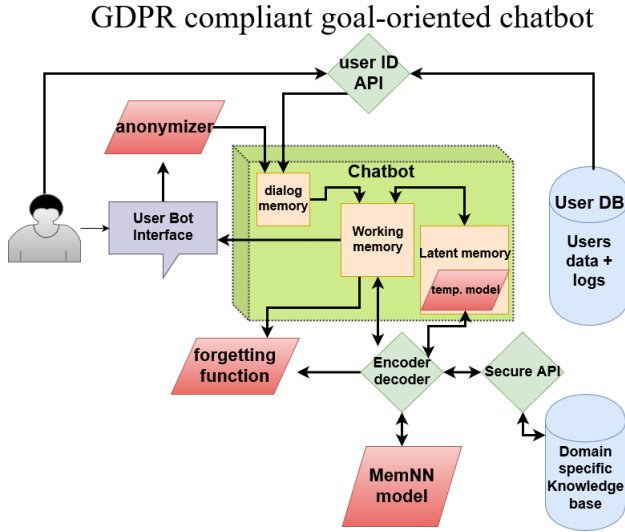 GDPR compliant goal-oriented chatbot
user ID
API
anonymizer
Chatbot
dialog
memory
User DB
Users
data +
logs
User Bot
Interface
Working
memory
Latent memory
temp. model
forgetting
function
Encoder
decoder
Secure API
MemNN
model
Domain
specific
Knowledge
base